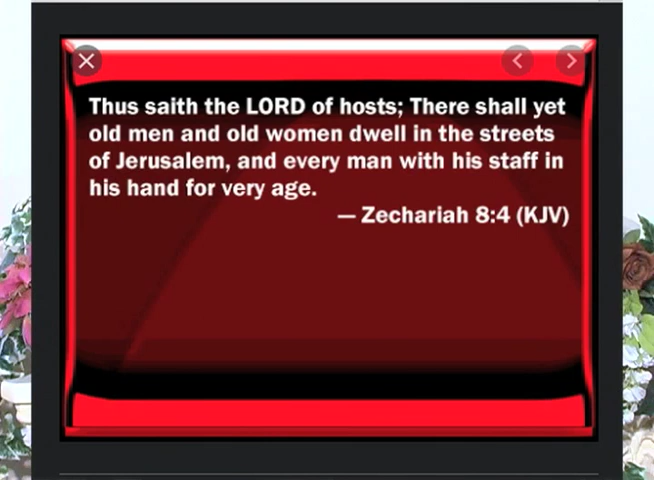 Thus saith the LORD of hosts; There shall yet
old men and old women dwell in the streets
of Jerusalem, and every man with his staff in
his hand for very age.
— Zechariah 8:4 (KJV)